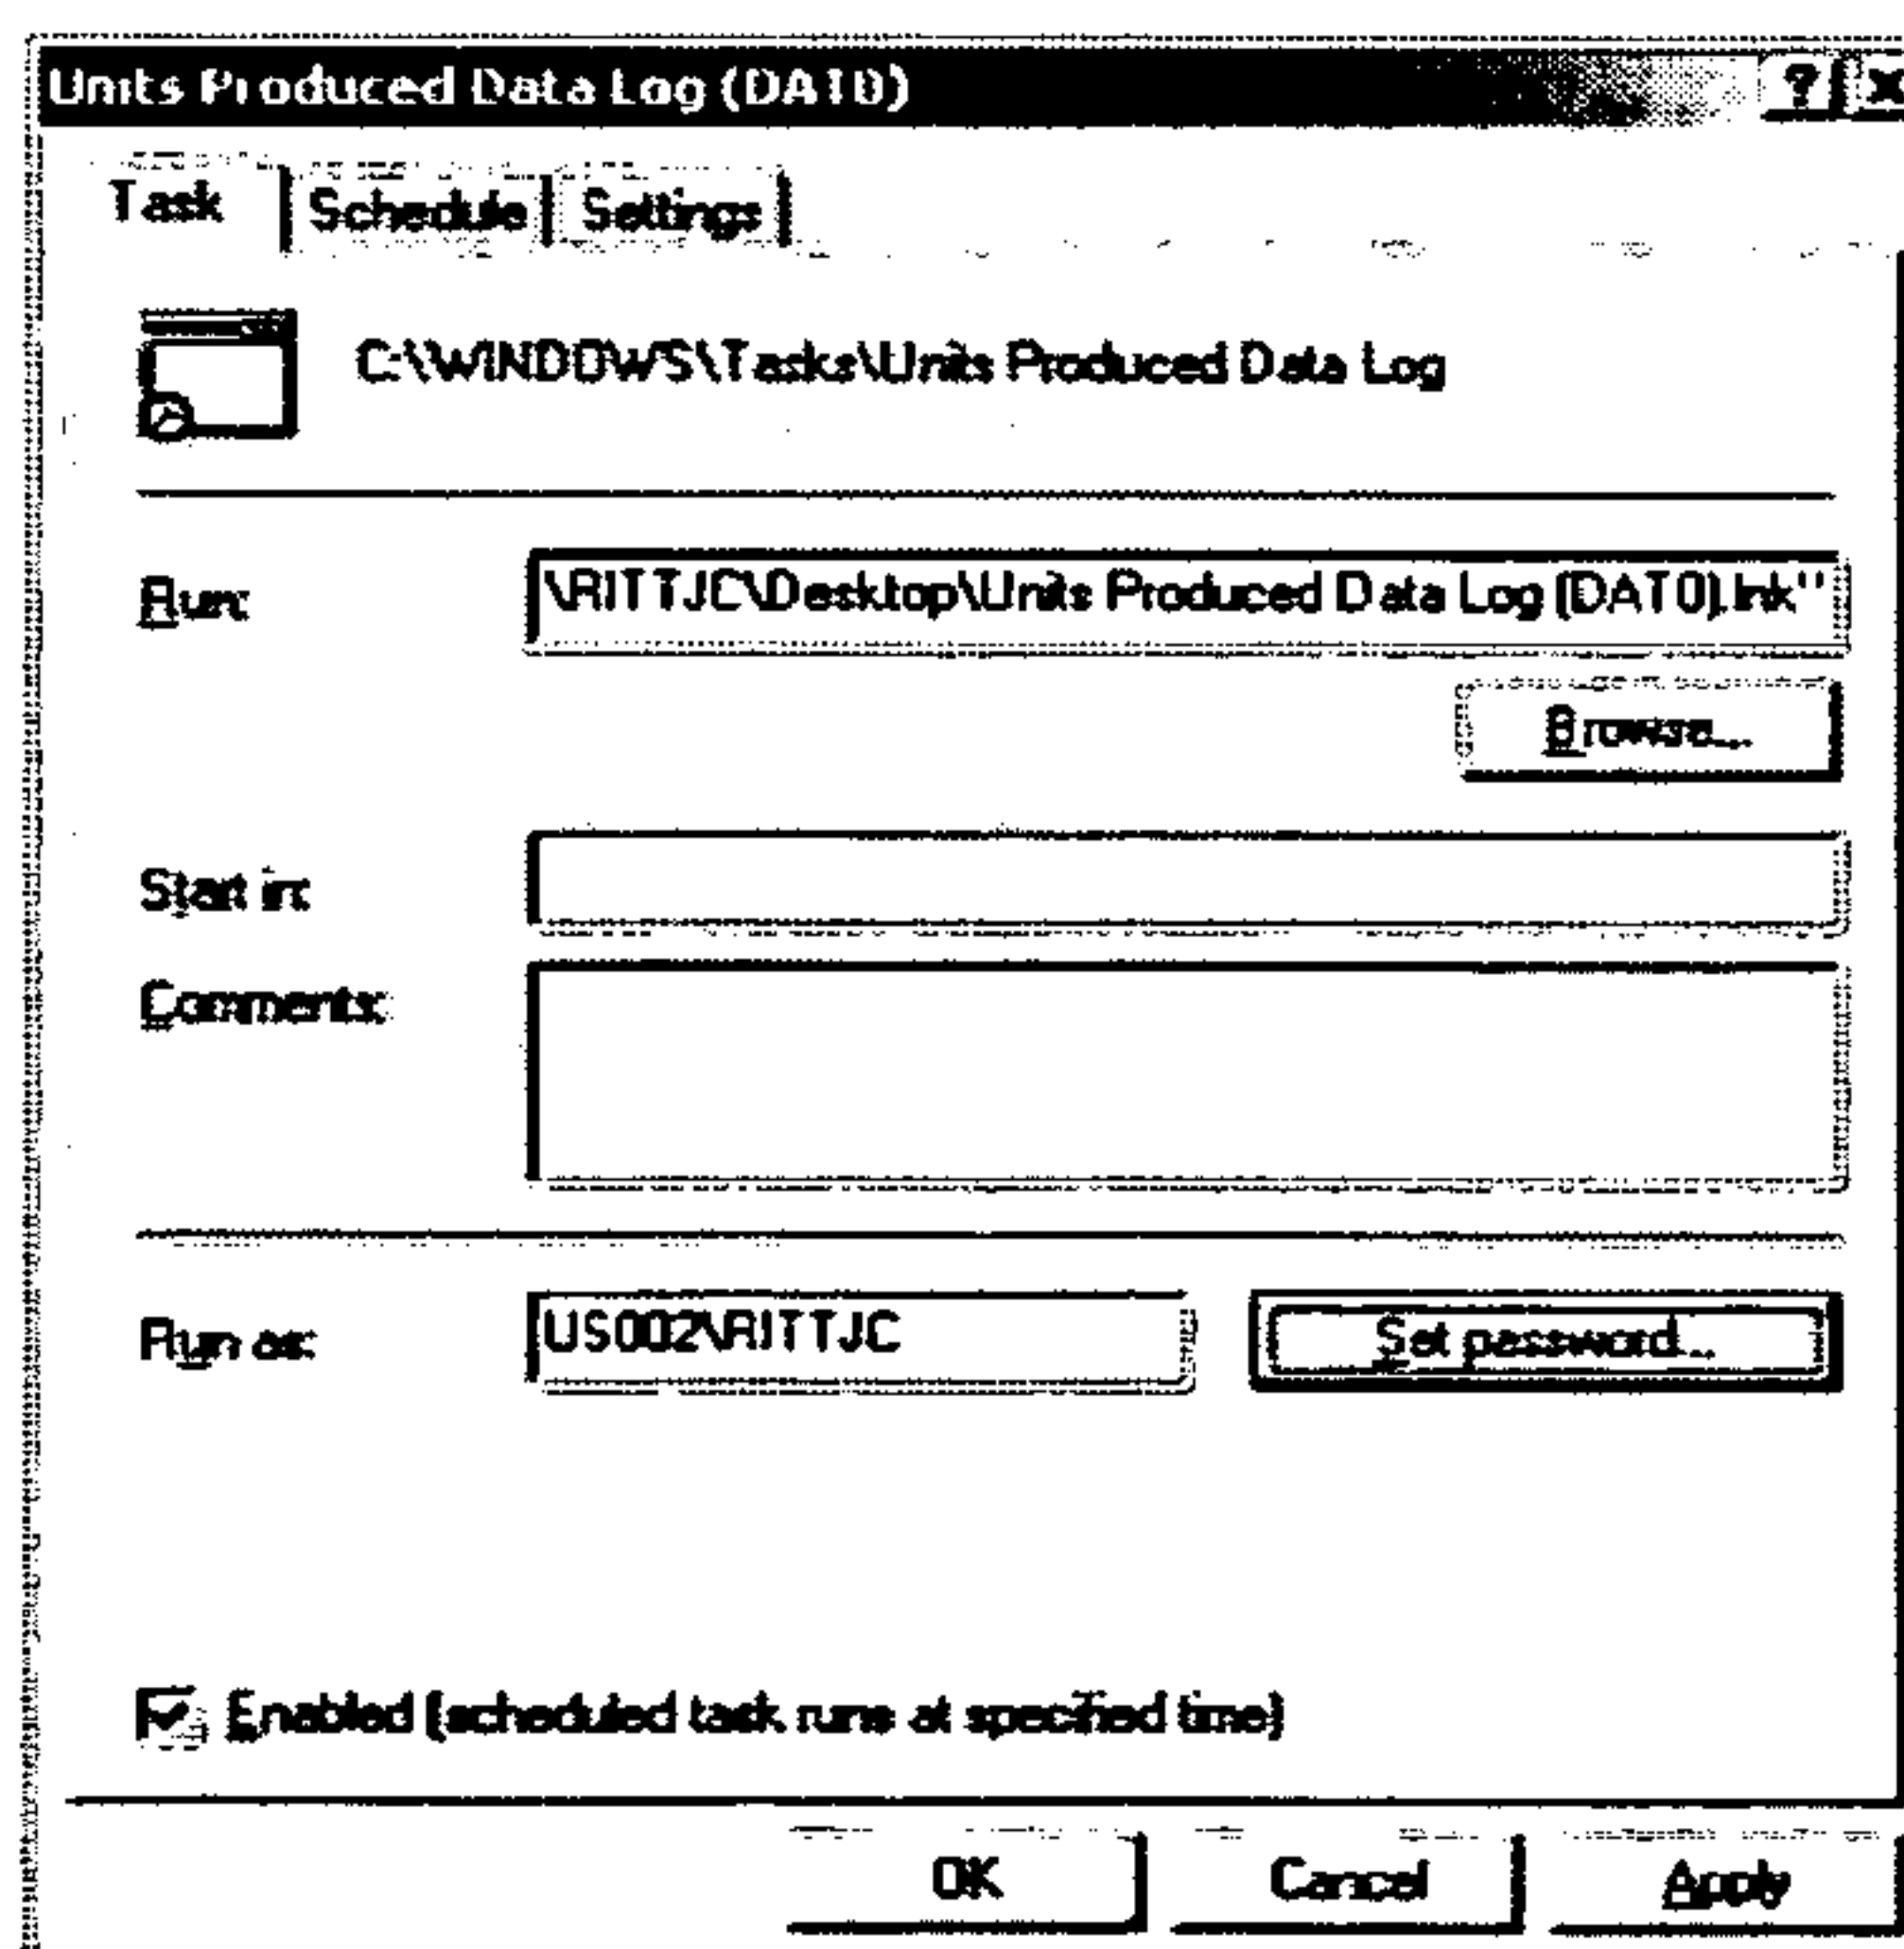 Units Produced Data Log (DAT0)
Task Schedule Settings
C:\WINDOWS\Tasks\Units Produced Data Log
Run: \RITTJC\Desktop\Units Produced Data Log (DAT0).lnk"
Browse...
Start in:
Comments:
Run as: US002\RITTJC Set password...
Enabled (scheduled task runs at specified time)
OK Cancel Apply